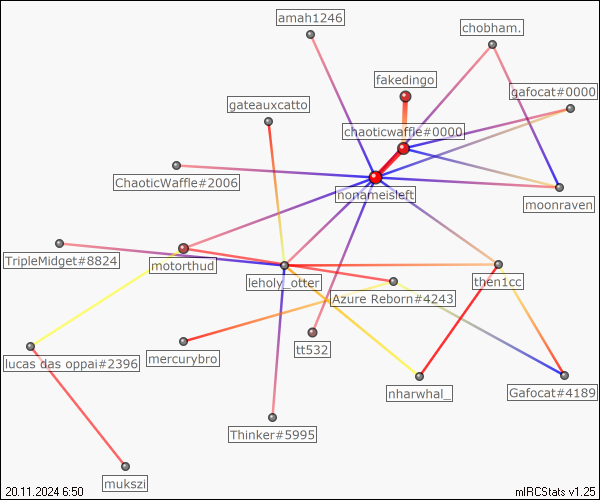 amah1246
chobham.
fakedingo
gafocat#0000
gateauxcatto
chaoticwaffle#0000
ChaoticWaffle#2006
nonameisleft
moonraven
TripleMidget#8824
motorthud
leholy_otter
then1cc
Azure Reborn#4243
lucas das oppai#2396
mercurybro
tt532
nharwhal_
Gafocat#4189
Thinker#5995
mukszi
20.11.2024 6:50
mIRCStats v1.25